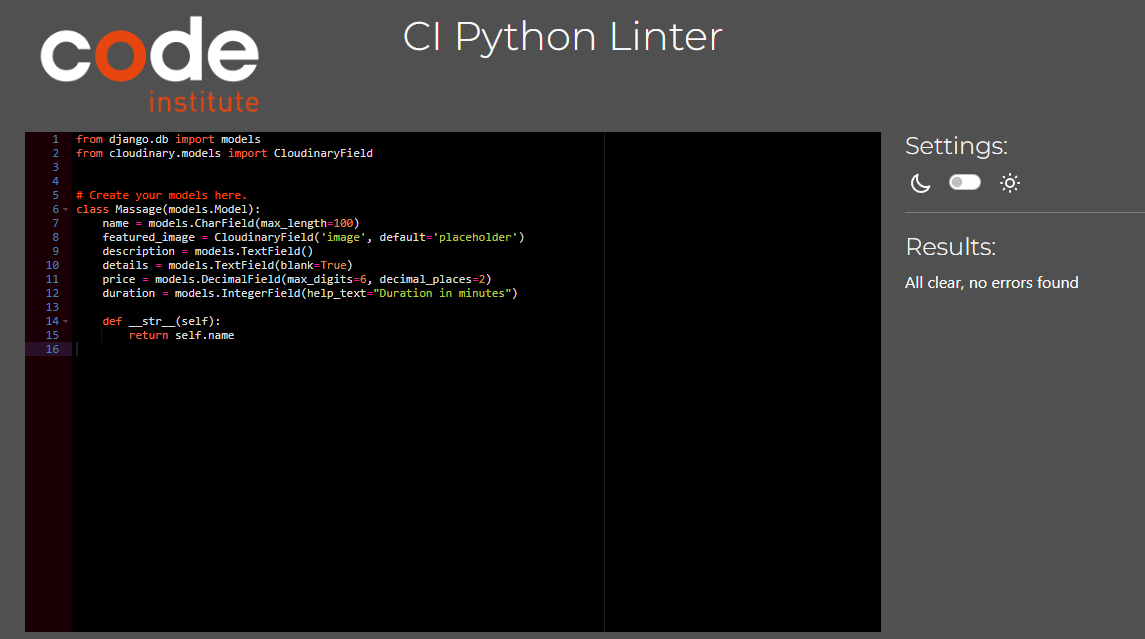 code
institute
CI Python Linter
1 from django.db import models
2 from cloudinary.models import CloudinaryField
3
4
5 # Create your models here.
6 class Massage(models.Model):
7     name = models.CharField(max_length=100)
8     featured_image = CloudinaryField('image', default='placeholder')
9     description = models.TextField()
10     details = models.TextField(blank=True)
11     price = models.DecimalField(max_digits=6, decimal_places=2)
12     duration = models.IntegerField(help_text="Duration in minutes")
13
14     def __str__(self):
15         return self.name
16
Settings:
Results:
All clear, no errors found